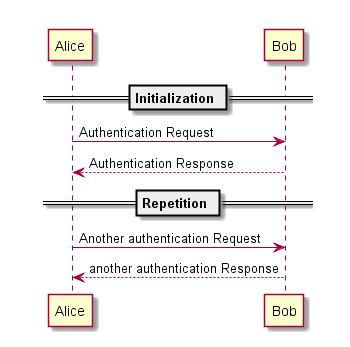 Alice Bob
Initialization
Authentication Request
Authentication Response
Repetition
Another authentication Request
another authentication Response
Alice Bob